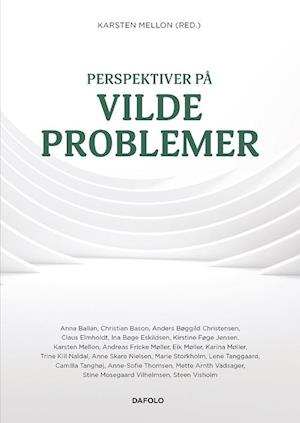 KARSTEN MELLON (RED.)
PERSPEKTIVER PÅ
VILDE
PROBLEMER
Anna Ballan, Christian Bason, Anders Bøggild Christensen,
Claus Elmholdt, Ina Bøge Eskildsen, Kirstine Føge Jensen,
Karsten Mellon, Andreas Fricke Møller, Eik Møller, Karina Møller,
Trine Kiil Naldal, Anne Skare Nielsen, Marie Storkholm, Lene Tanggaard,
Camilla Tanghøj, Anne-Sofie Thomsen, Mette Arnth Vadsager,
Stine Mosegaard Vilhelmsen, Steen Visholm
DAFOLO